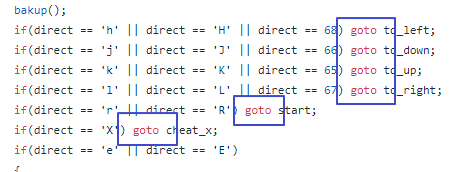 bakup();
if(direct == 'h' || direct == 'H' || direct == 68) goto to_left;
if(direct == 'j' || direct == 'J' || direct == 66) goto to_down;
if(direct == 'k' || direct == 'K' || direct == 65) goto to_up;
if(direct == 'l' || direct == 'L' || direct == 67) goto to_right;
if(direct == 'r' || direct == 'R') goto start;
if(direct == 'X') goto cheat_x;
if(direct == 'e' || direct == 'E')
{